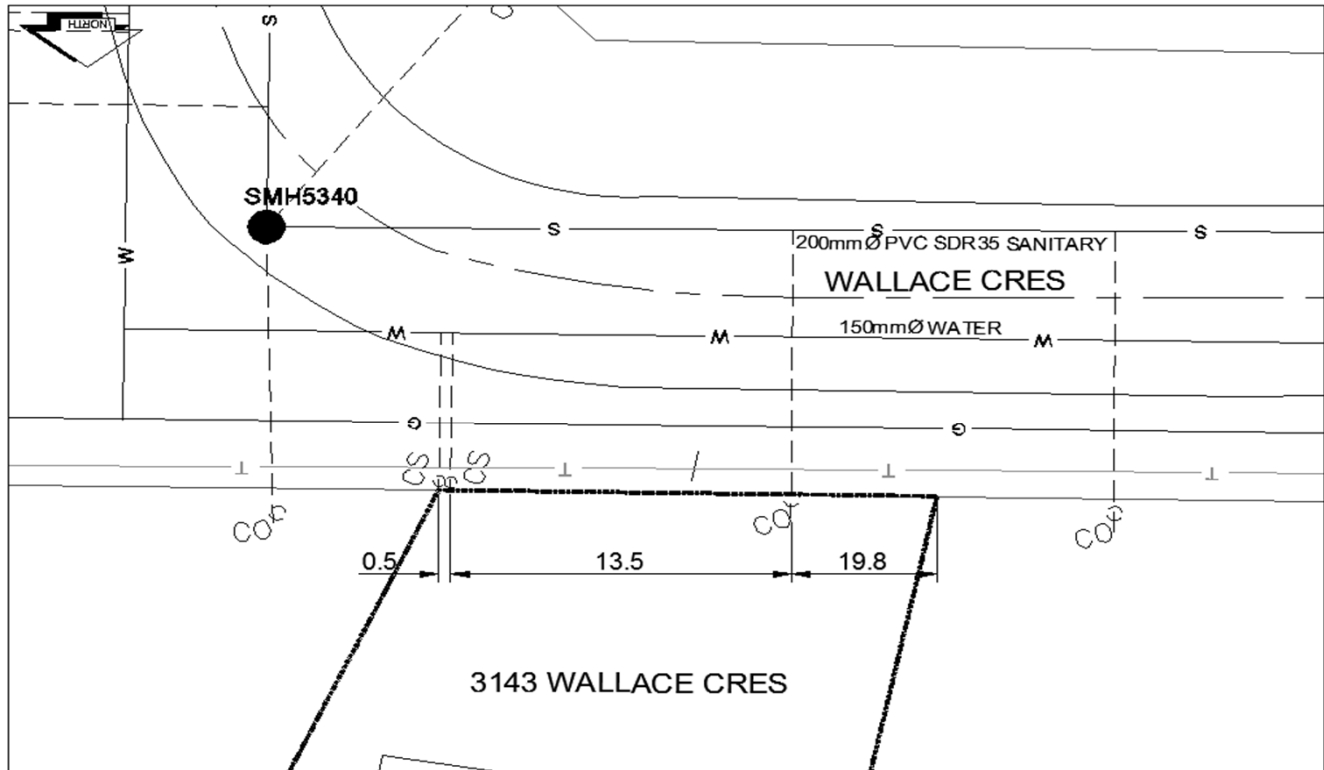 NORTH
S
C
SMH5340
W
S
S
S
200mmØ PVC SDR35 SANITARY
WALLACE CRES
150mmØ WATER
W
W
W
G
G
T
T
T
T
CS
CS
CO
CO
CO
0.5
13.5
19.8
3143 WALLACE CRES